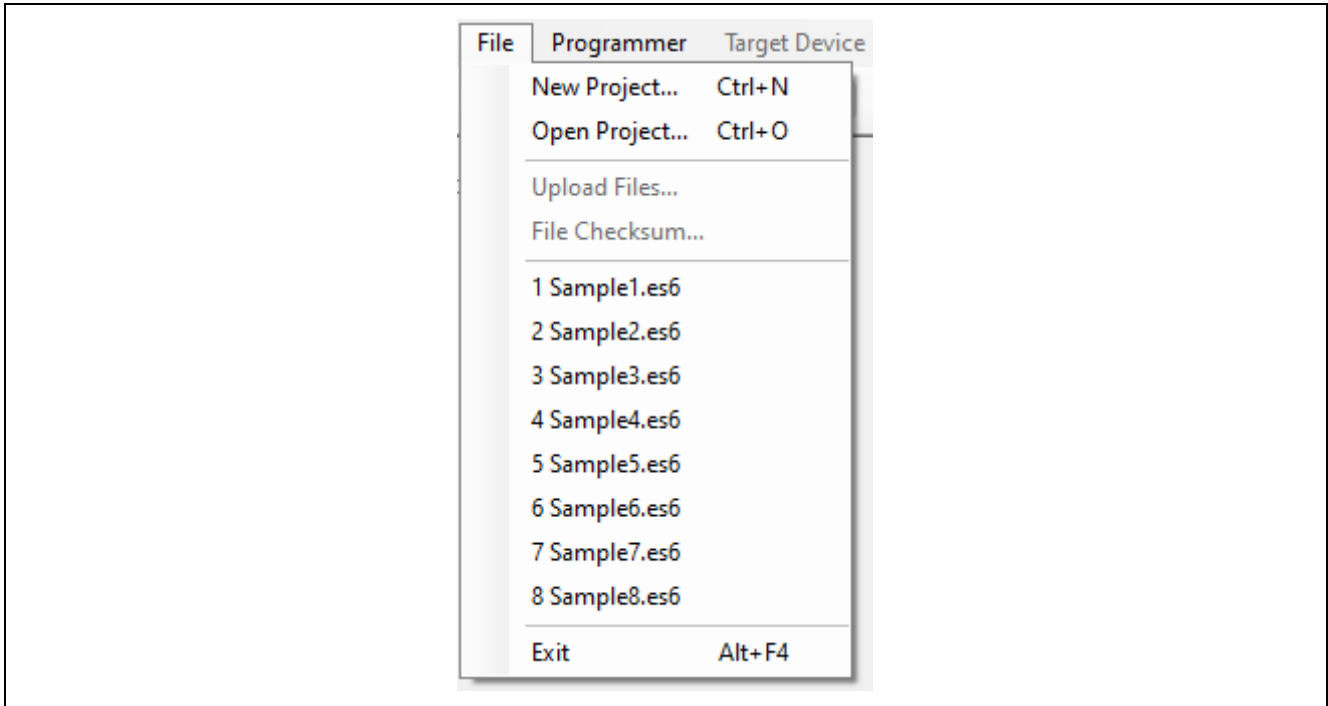 File Programmer Target Device
New Project... Ctrl+N
Open Project... Ctrl+O
Upload Files...
File Checksum...
1 Sample1.es6
2 Sample2.es6
3 Sample3.es6
4 Sample4.es6
5 Sample5.es6
6 Sample6.es6
7 Sample7.es6
8 Sample8.es6
Exit Alt+F4